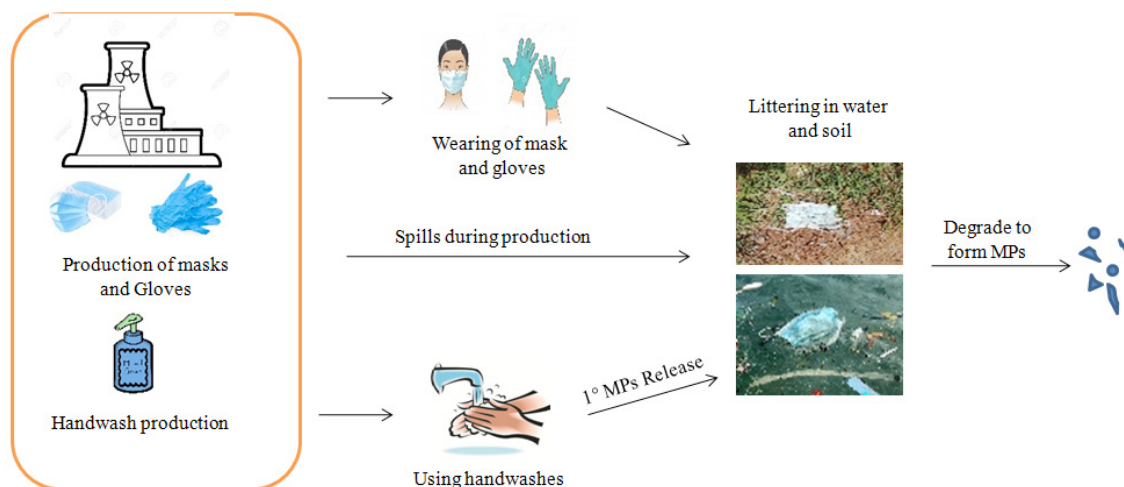 Production of masks
and Gloves
Handwash production
Wearing of mask
and gloves
Spills during production
Using handwashes
1° MPs Release
Littering in water
and soil
Degrade to
form MPs